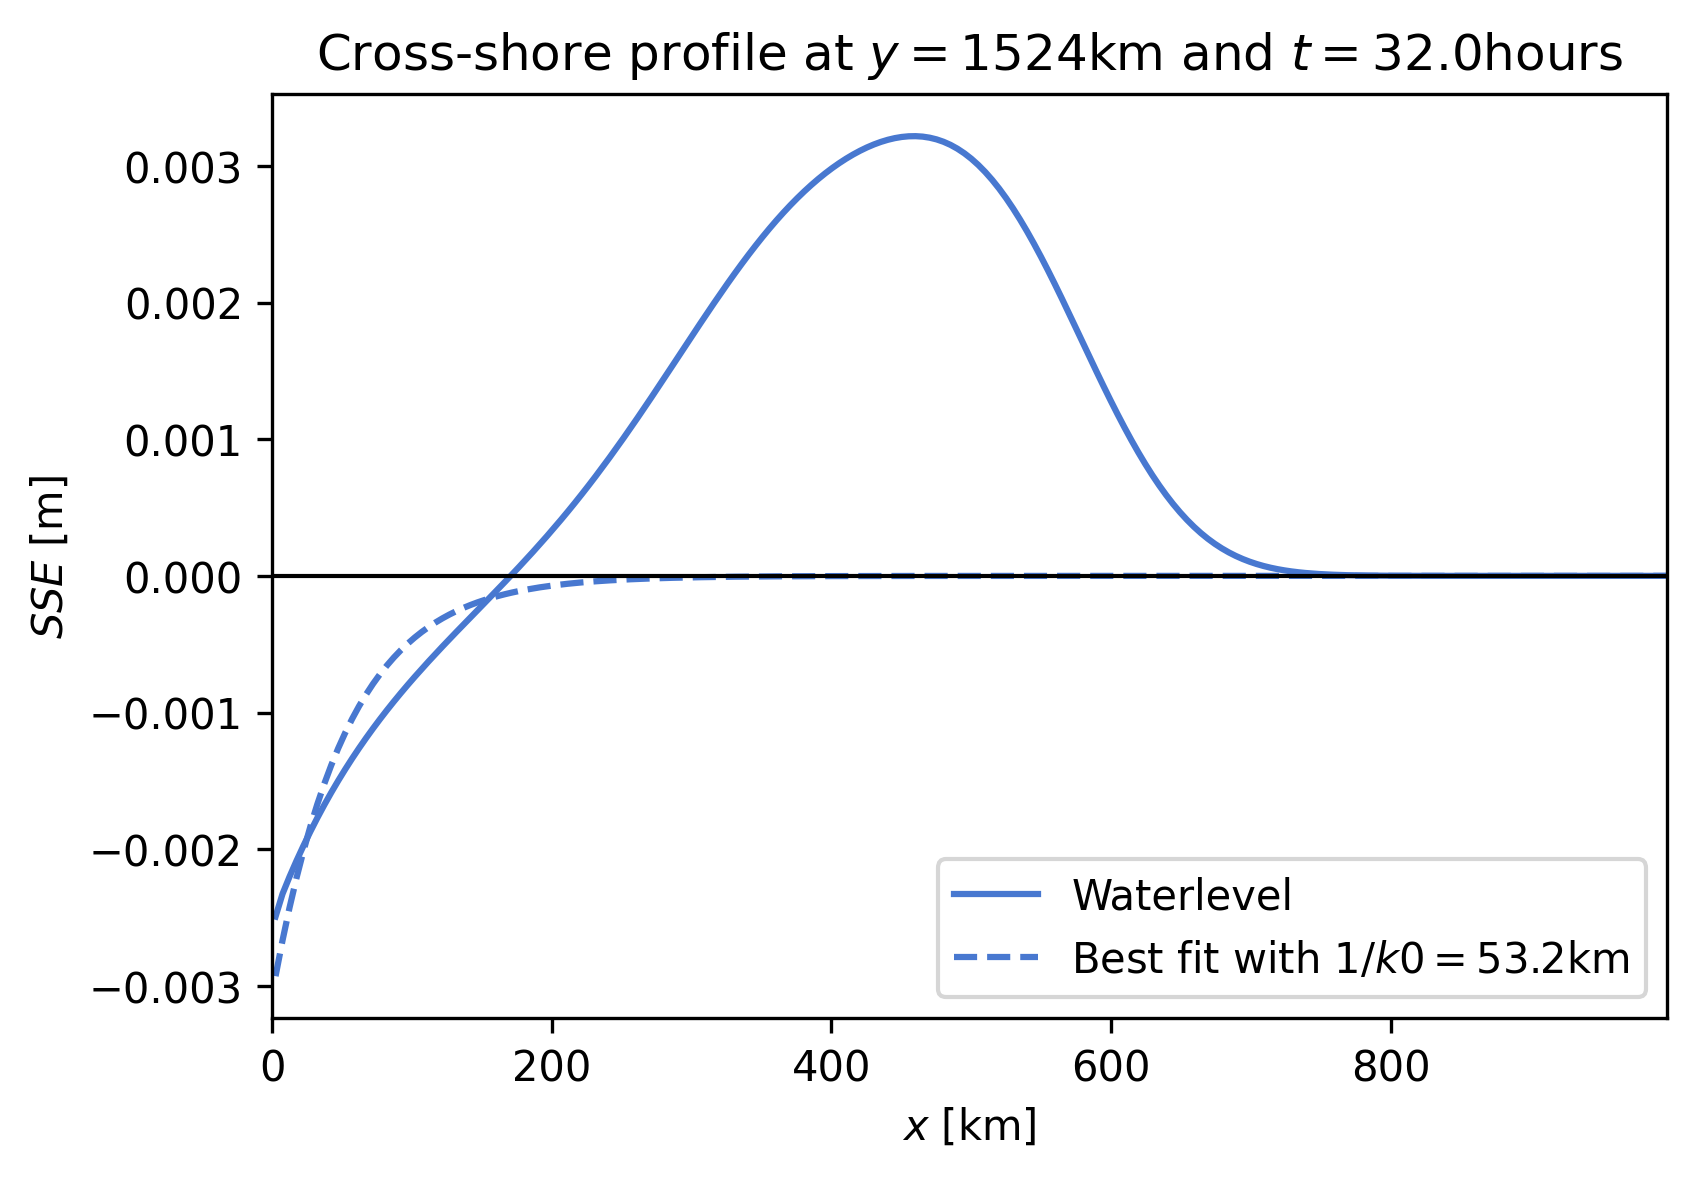 Cross-shore profile at y = 1524km and t = 32.0hours
SSE [m]
0.003
0.002
0.001
0.000
−0.001
−0.002
−0.003
Waterlevel
Best fit with 1/k0 = 53.2km
0 200 400 600 800
x [km]